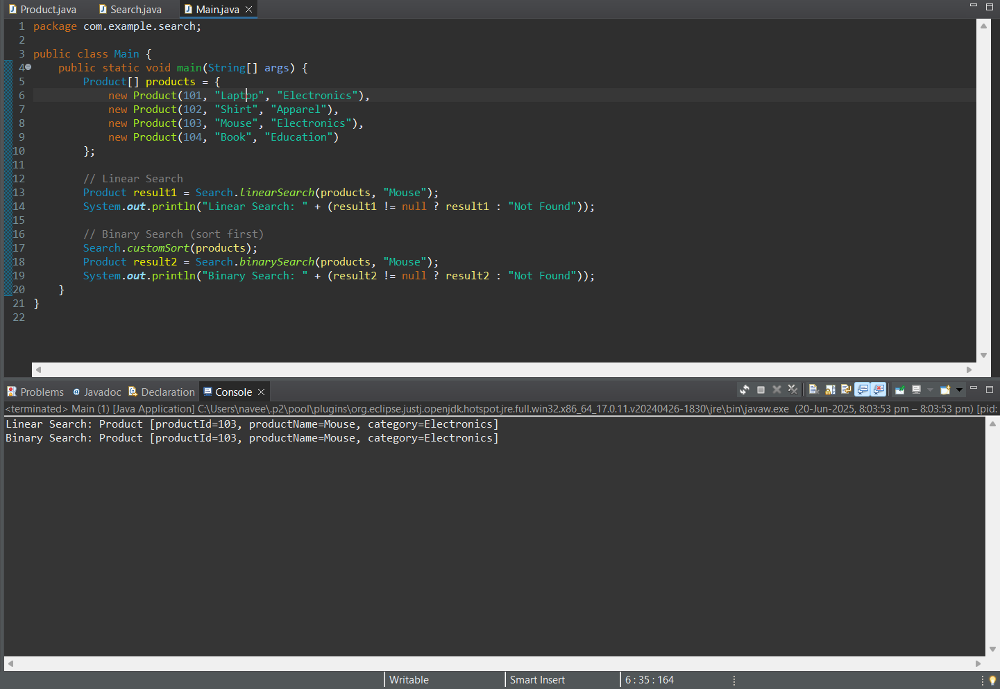 Product.java Search.java Main.java
1 package com.example.search;
2
3 public class Main {
4 public static void main(String[] args) {
5 Product[] products = {
6 new Product(101, "Laptop", "Electronics"),
7 new Product(102, "Shirt", "Apparel"),
8 new Product(103, "Mouse", "Electronics"),
9 new Product(104, "Book", "Education")
10 };
11
12 // Linear Search
13 Product result1 = Search.linearSearch(products, "Mouse");
14 System.out.println("Linear Search: " + (result1 != null ? result1 : "Not Found"));
15
16 // Binary Search (sort first)
17 Search.customSort(products);
18 Product result2 = Search.binarySearch(products, "Mouse");
19 System.out.println("Binary Search: " + (result2 != null ? result2 : "Not Found"));
20 }
21 }
22
Problems @ Javadoc Declaration Console
<terminated> Main (1) [Java Application] C:\Users\navee\.p2\pool\plugins\org.eclipse.justj.openjdk.hotspot.jre.full.win32.x86_64_17.0.11.v20240426-1830\jre\bin\javaw.exe (20-Jun-2025, 8:03:53 pm – 8:03:53 pm) [pid:
Linear Search: Product [productId=103, productName=Mouse, category=Electronics]
Binary Search: Product [productId=103, productName=Mouse, category=Electronics]
Writable Smart Insert 6 : 35 : 164